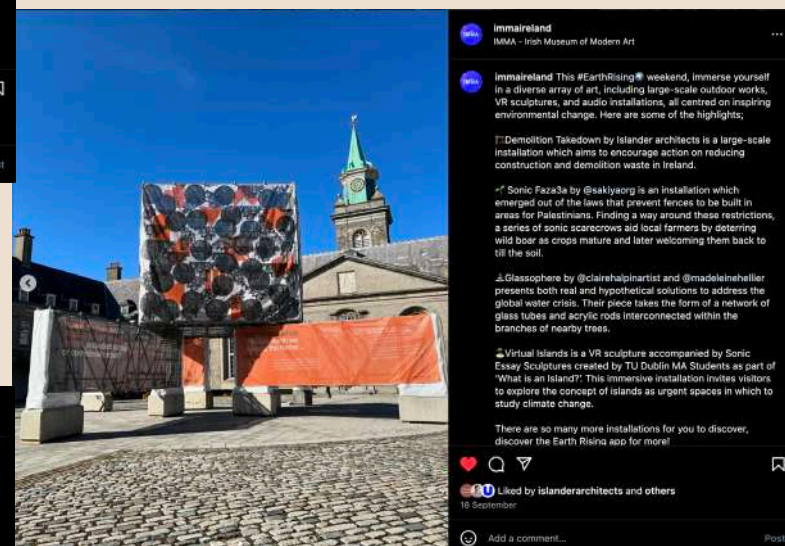 immaireland
IMMA - Irish Museum of Modern Art
immaireland This #EarthRising🌍 weekend, immerse yourself
in a diverse array of art, including large-scale outdoor works,
VR sculptures, and audio installations, all centred on inspiring
environmental change. Here are some of the highlights;
🏗️Demolition Takedown by Islander architects is a large-scale
installation which aims to encourage action on reducing
construction and demolition waste in Ireland.
🌱 Sonic Faza3a by @sakiyaorg is an installation which
emerged out of the laws that prevent fences to be built in
areas for Palestinians. Finding a way around these restrictions,
a series of sonic scarecrows aid local farmers by deterring
wild boar as crops mature and later welcoming them back to
till the soil.
Glassophere by @clairehalpinartist and @madeleinehellier
presents both real and hypothetical solutions to address the
global water crisis. Their piece takes the form of a network of
glass tubes and acrylic rods interconnected within the
branches of nearby trees.
🏝️Virtual Islands is a VR sculpture accompanied by Sonic
Essay Sculptures created by TU Dublin MA Students as part of
'What is an Island?'. This immersive installation invites visitors
to explore the concept of islands as urgent spaces in which to
study climate change.
There are so many more installations for you to discover,
discover the Earth Rising app for more!
Liked by islanderarchitects and others
18 September
Add a comment...
Post